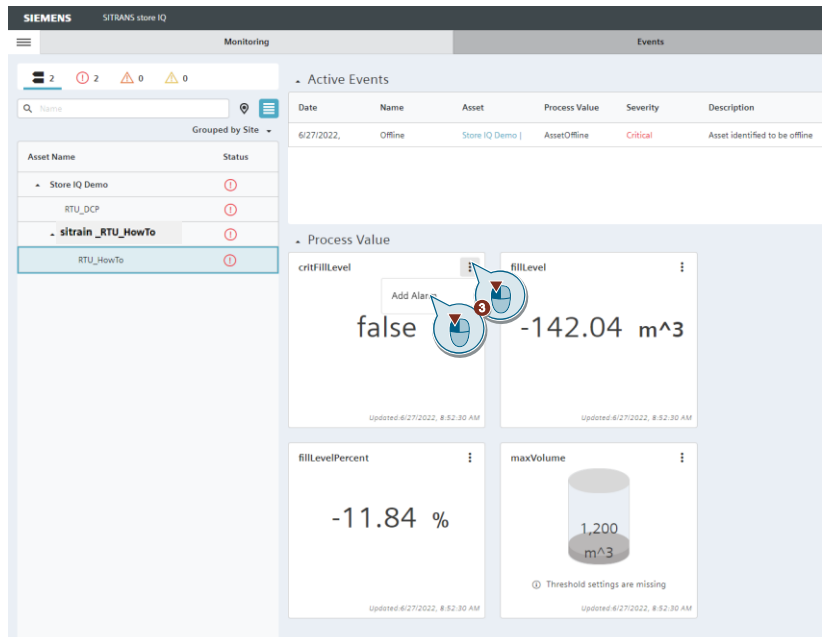 SIEMENS SITRANS store IQ
Monitoring Events
2 2 0 0
Name
Grouped by Site
Asset Name Status
Store IQ Demo
RTU_DCP
sitrain _RTU_HowTo
RTU_HowTo
Active Events
Date Name Asset Process Value Severity Description
6/27/2022, Offline Store IQ Demo | AssetOffline Critical Asset identified to be offline
Process Value
critFillLevel
Add Alarm
3
false
Updated:6/27/2022, 8:52:30 AM
fillLevel
-142.04 m^3
Updated:6/27/2022, 8:52:30 AM
fillLevelPercent
-11.84 %
Updated:6/27/2022, 8:52:30 AM
maxVolume
1,200
m^3
Threshold settings are missing
Updated:6/27/2022, 8:52:30 AM